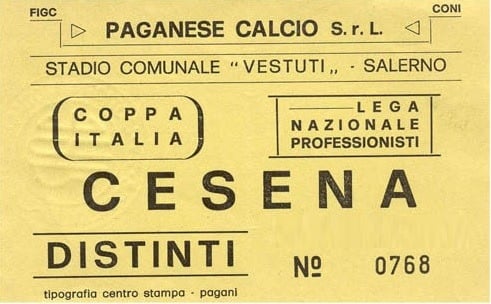 FIGC CONI
PAGANESE CALCIO S.r.L.
STADIO COMUNALE "VESTUTI„ - SALERNO
COPPA
ITALIA
LEGA
NAZIONALE
PROFESSIONISTI
CESENA
DISTINTI
Nº 0768
tipografia centro stampa - pagani